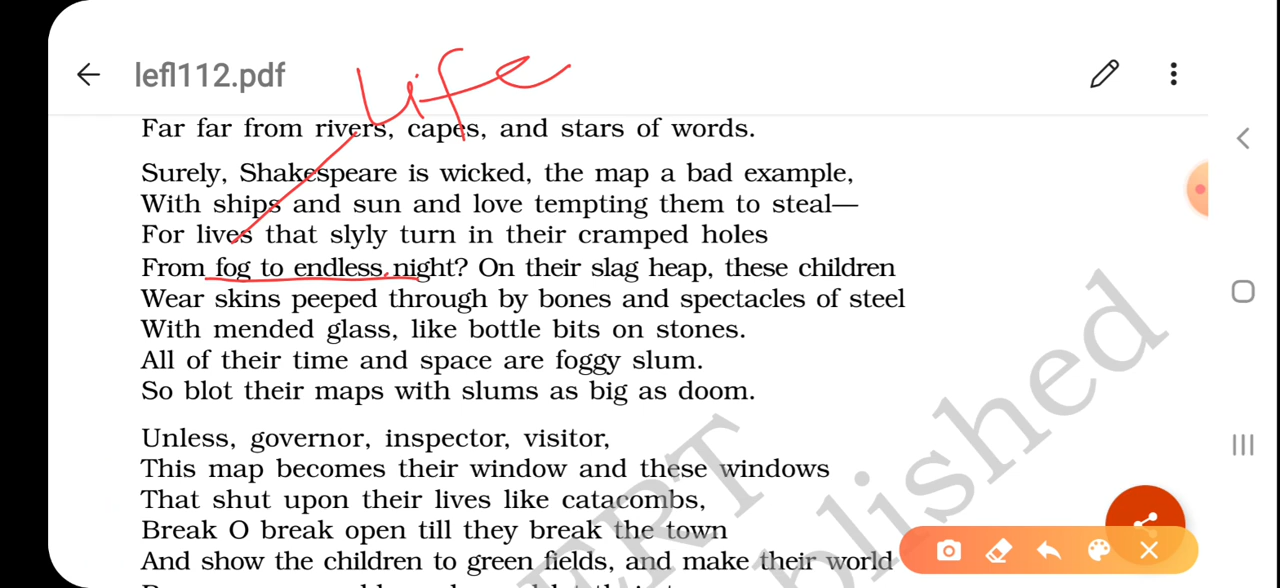 lefl112.pdf
Life
Far far from rivers, capes, and stars of words.
Surely, Shakespeare is wicked, the map a bad example,
With ships and sun and love tempting them to steal—
For lives that slyly turn in their cramped holes
From fog to endless night? On their slag heap, these children
Wear skins peeped through by bones and spectacles of steel
With mended glass, like bottle bits on stones.
All of their time and space are foggy slum.
So blot their maps with slums as big as doom.
Unless, governor, inspector, visitor,
This map becomes their window and these windows
That shut upon their lives like catacombs,
Break O break open till they break the town
And show the children to green fields, and make their world
ERT
blished